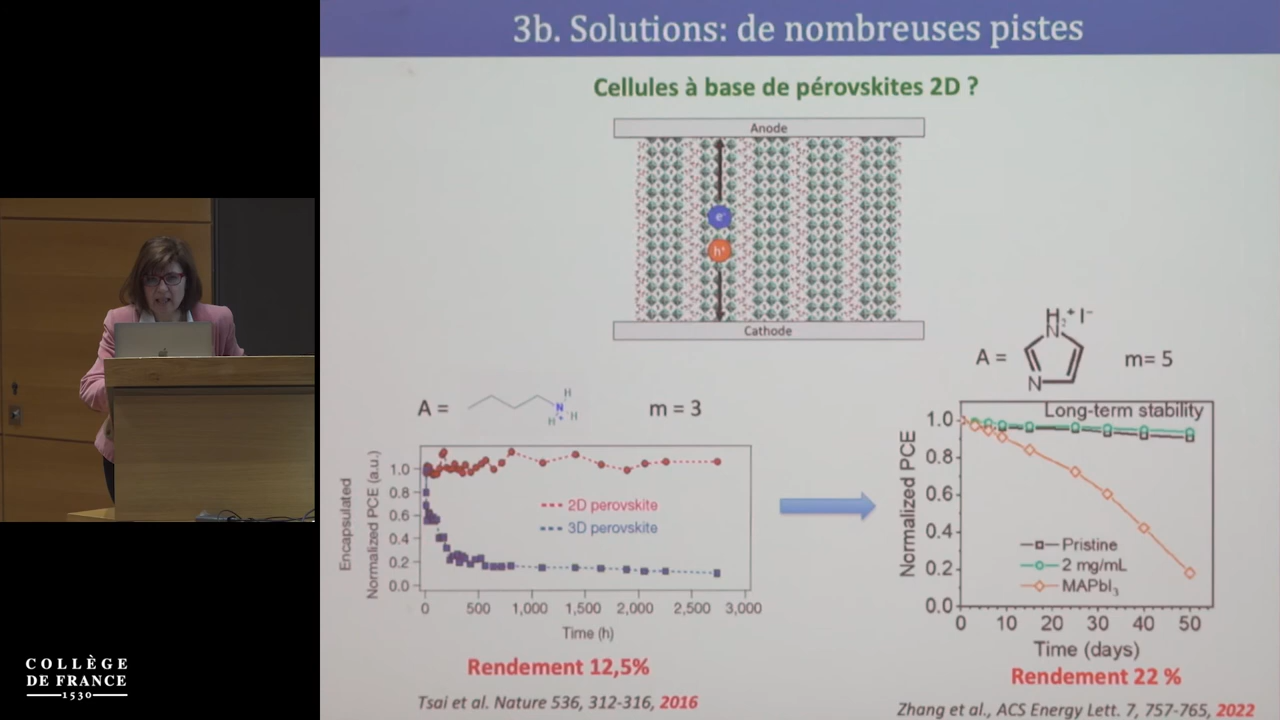 3b. Solutions: de nombreuses pistes
Cellules à base de pérovskites 2D ?
Anode
e-
h+
Cathode
A =
H
N
H+ H
m = 3
A =
H2+ I-
N
N
m= 5
Encapsulated
Normalized PCE (a.u.)
1.0
0.8
0.6
0.4
0.2
0.0
2D perovskite
3D perovskite
0 500 1,000 1,500 2,000 2,500 3,000
Time (h)
Rendement 12,5%
Tsai et al. Nature 536, 312-316, 2016
Long-term stability
Normalized PCE
1.0
0.8
0.6
0.4
0.2
0.0
Pristine
2 mg/mL
MAPbI3
0 10 20 30 40 50
Time (days)
Rendement 22 %
Zhang et al., ACS Energy Lett. 7, 757-765, 2022
COLLÈGE
DE FRANCE
1530